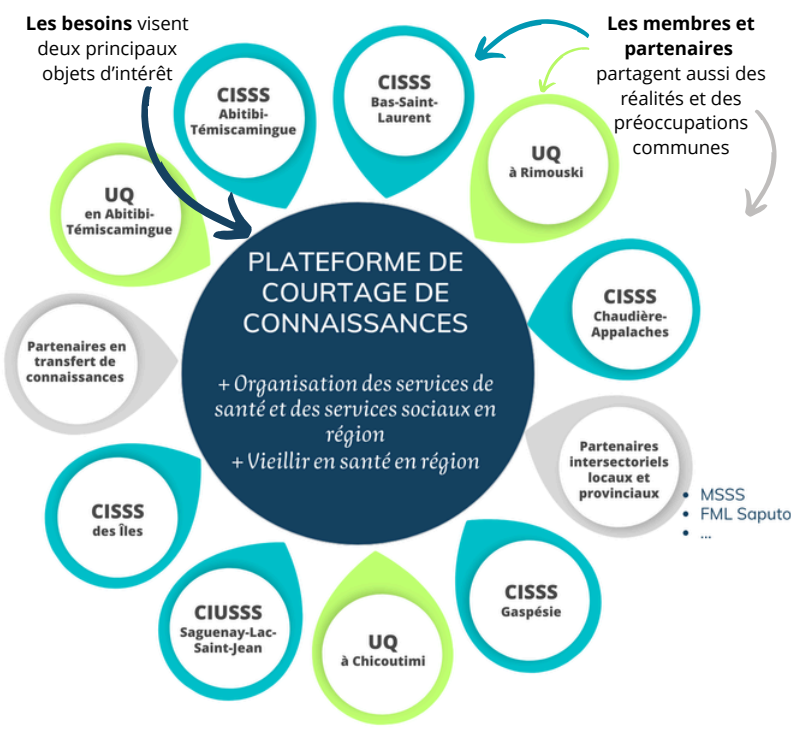 Les besoins visent
deux principaux
objets d'intérêt
Les membres et
partenaires
partagent aussi des
réalités et des
préoccupations
communes
CISSS
Abitibi-
Témiscamingue
CISSS
Bas-Saint-
Laurent
UQ
à Rimouski
UQ
en Abitibi-
Témiscamingue
PLATEFORME DE
COURTAGE DE
CONNAISSANCES
+ Organisation des services de
santé et des services sociaux en
région
+ Vieillir en santé en région
CISSS
Chaudière-
Appalaches
Partenaires en
transfert de
connaissances
Partenaires
intersectoriels
locaux et
provinciaux
• MSSS
• FML Saputo
• ...
CISSS
des Îles
CISSS
Gaspésie
CIUSSS
Saguenay-Lac-
Saint-Jean
UQ
à Chicoutimi